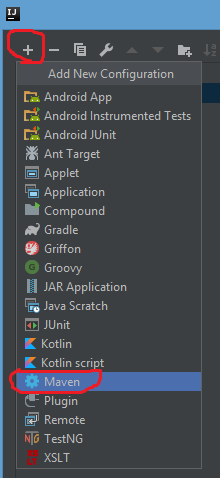 IJ
Add New Configuration
Android App
Android Instrumented Tests
Android JUnit
Ant Target
Applet
Application
Compound
Gradle
Griffon
Groovy
JAR Application
Java Scratch
JUnit
Kotlin
Kotlin script
Maven
Plugin
Remote
TestNG
XSLT